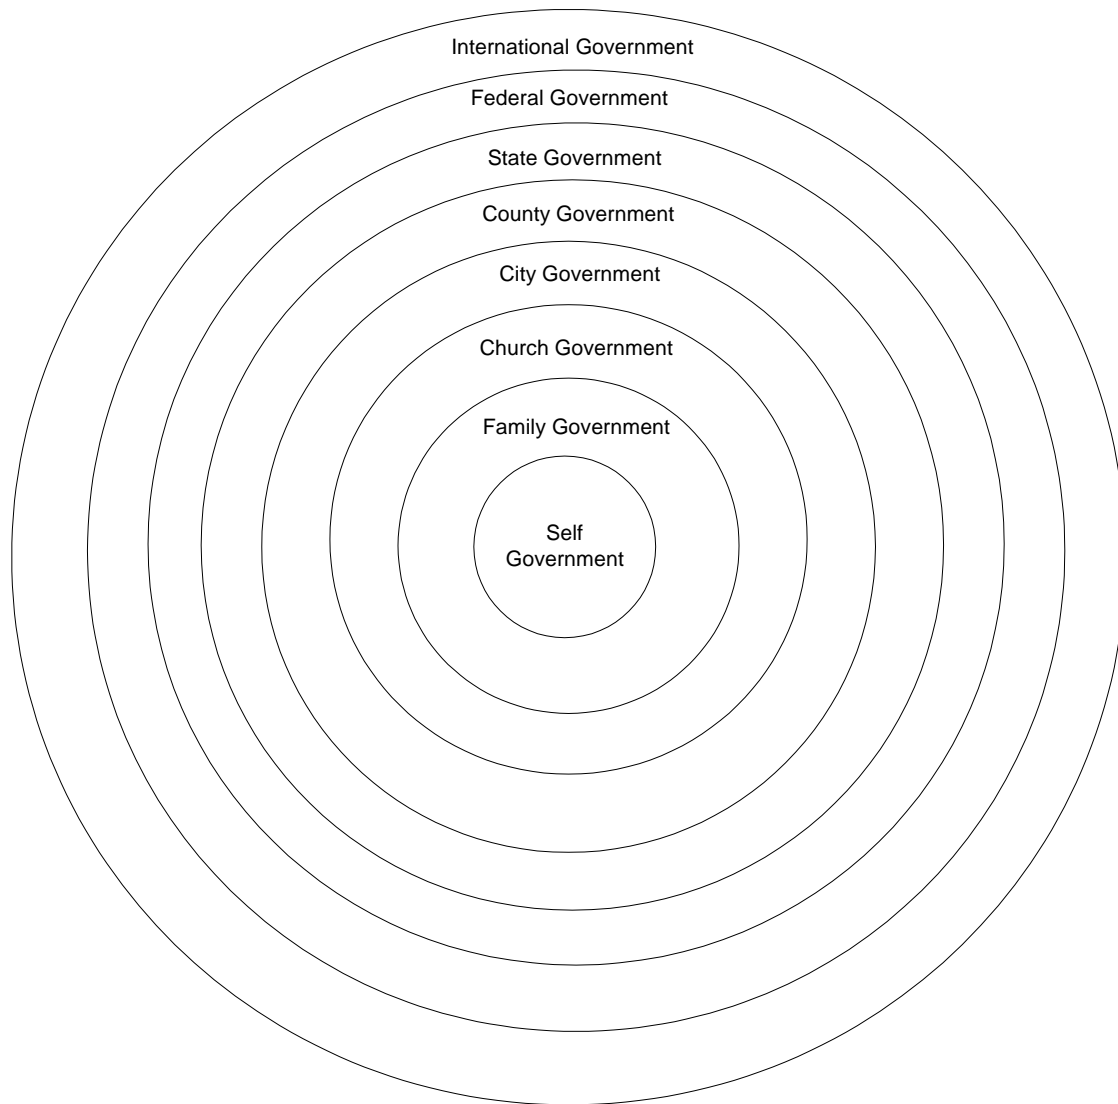 International Government
Federal Government
State Government
County Government
City Government
Church Government
Family Government
Self
Government